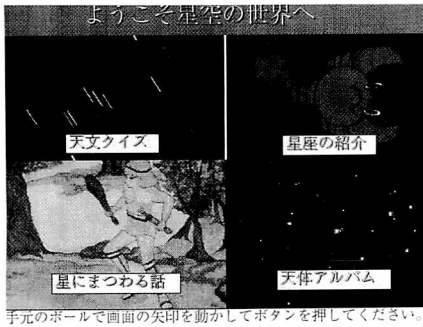 ようこそ星空の世界へ
天文クイズ
星座の紹介
星にまつわる話
天体アルバム
手元のボールで画面の矢印を動かしてボタンを押してください。